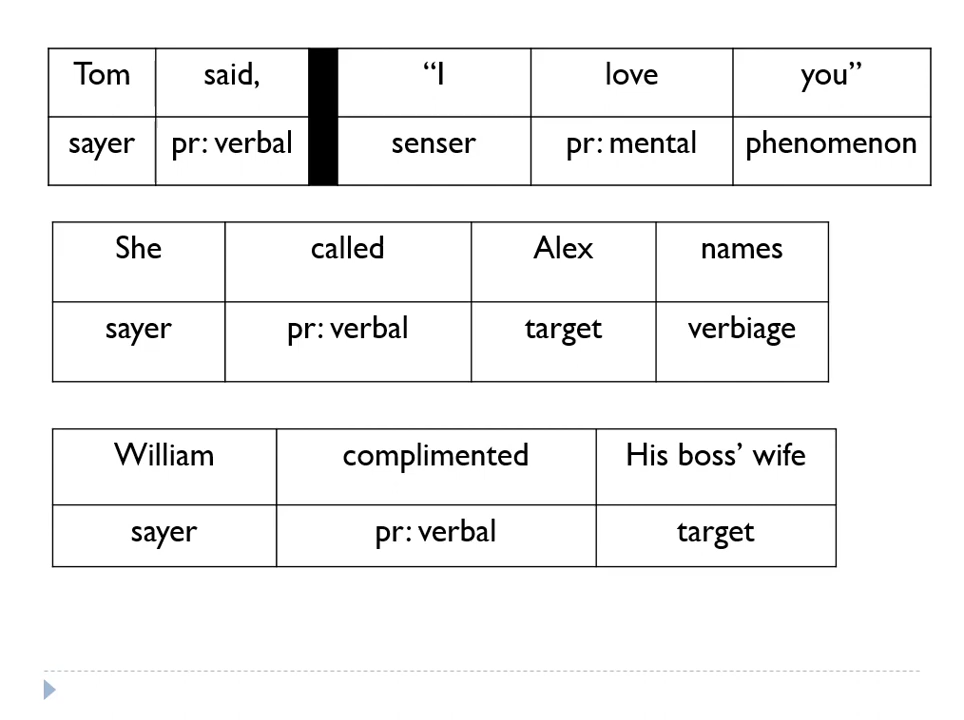 Tom said, “I love you”
sayer pr: verbal senser pr: mental phenomenon
She called Alex names
sayer pr: verbal target verbiage
William complimented His boss’ wife
sayer pr: verbal target